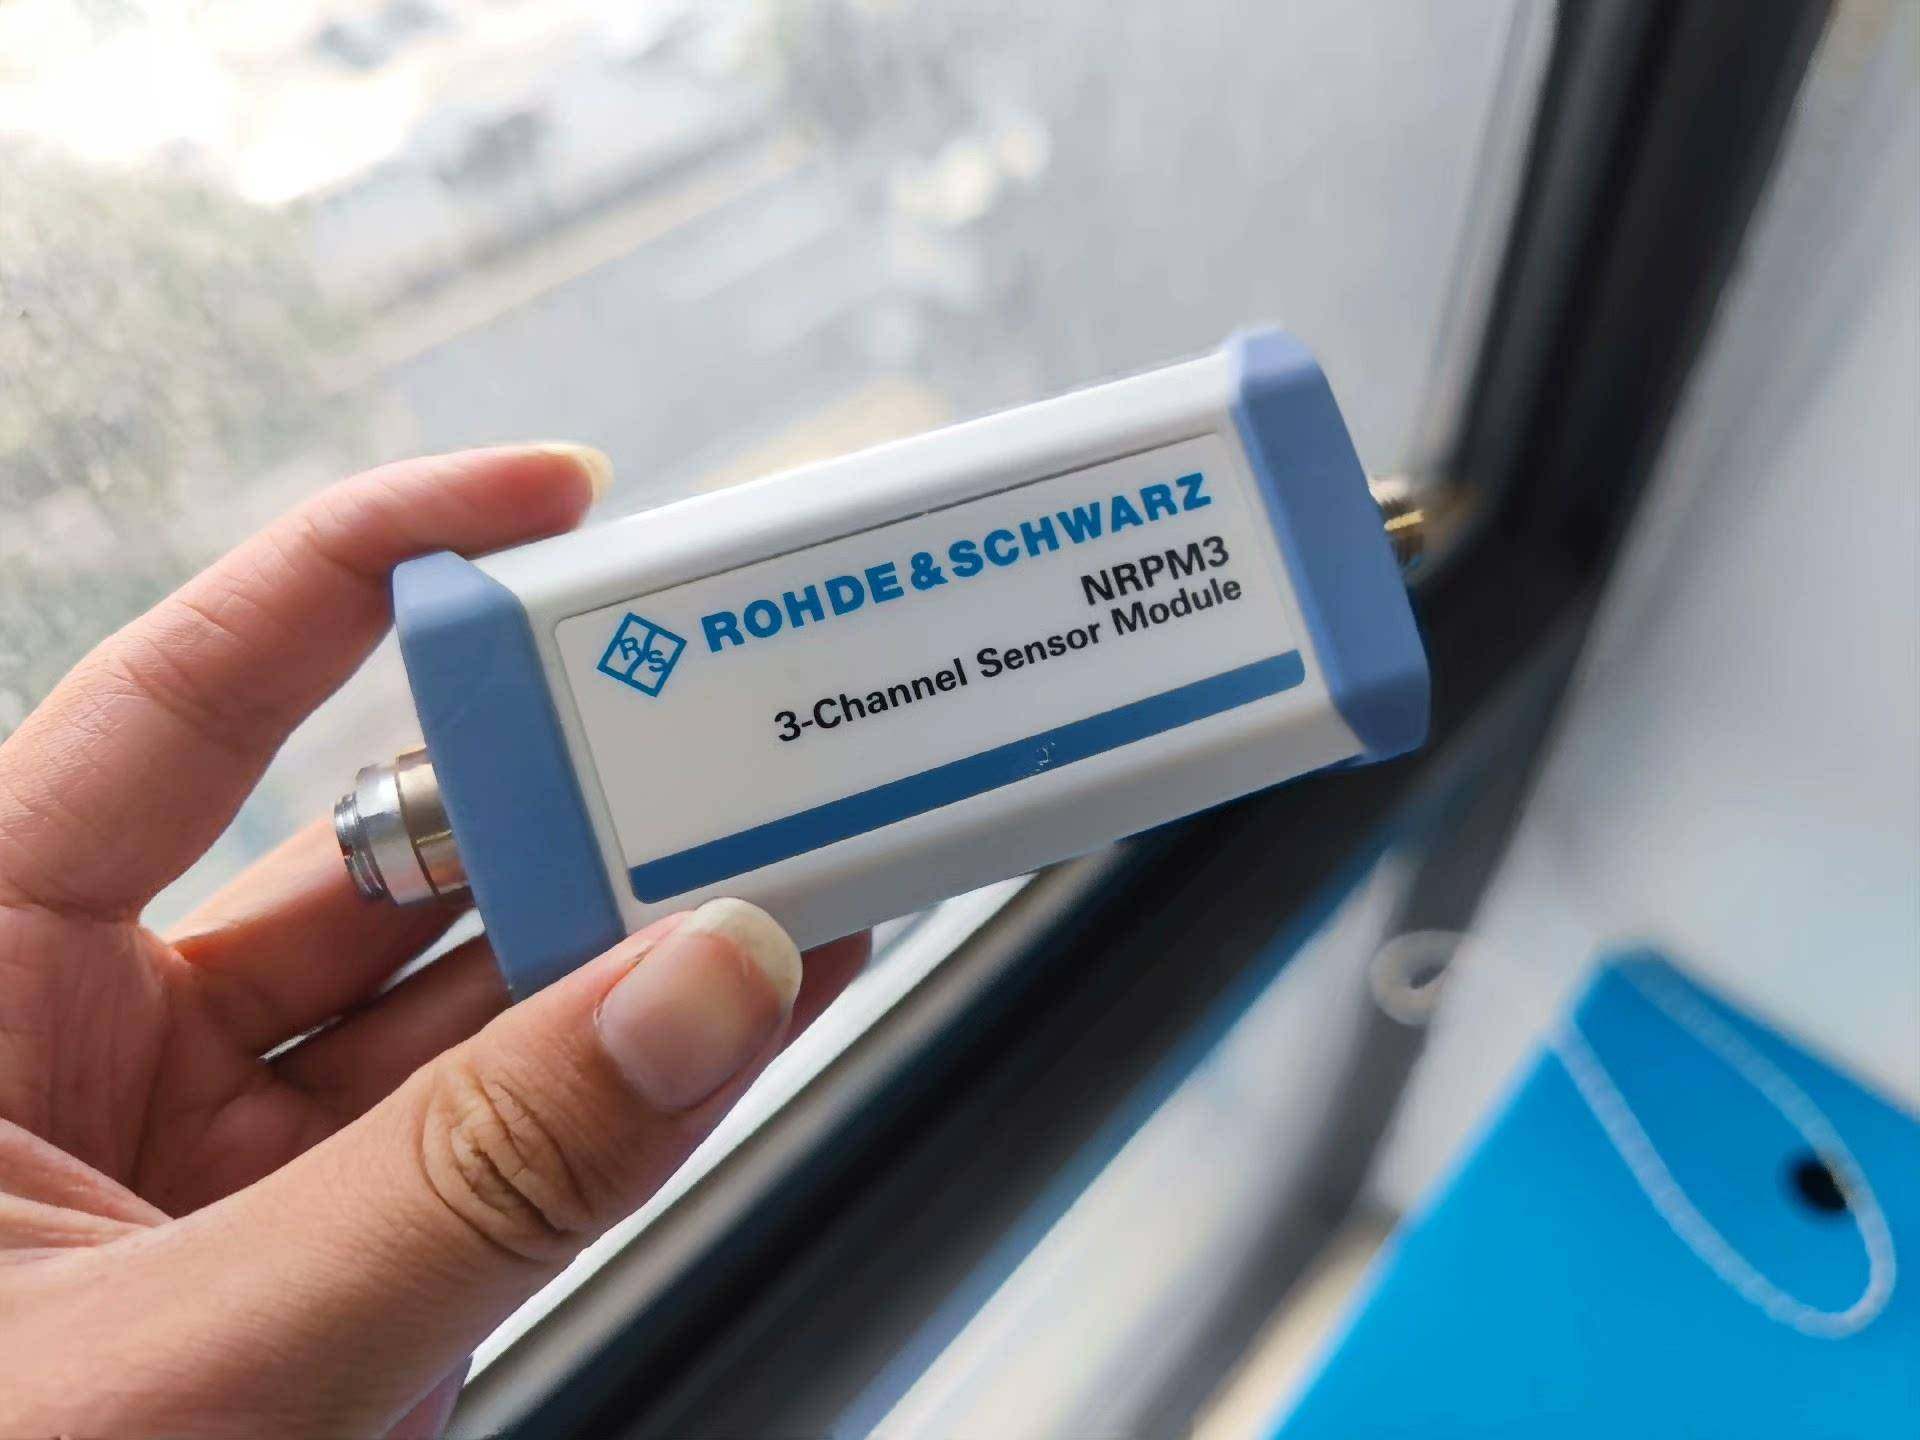 R S
ROHDE&SCHWARZ
NRPM3
3-Channel Sensor Module